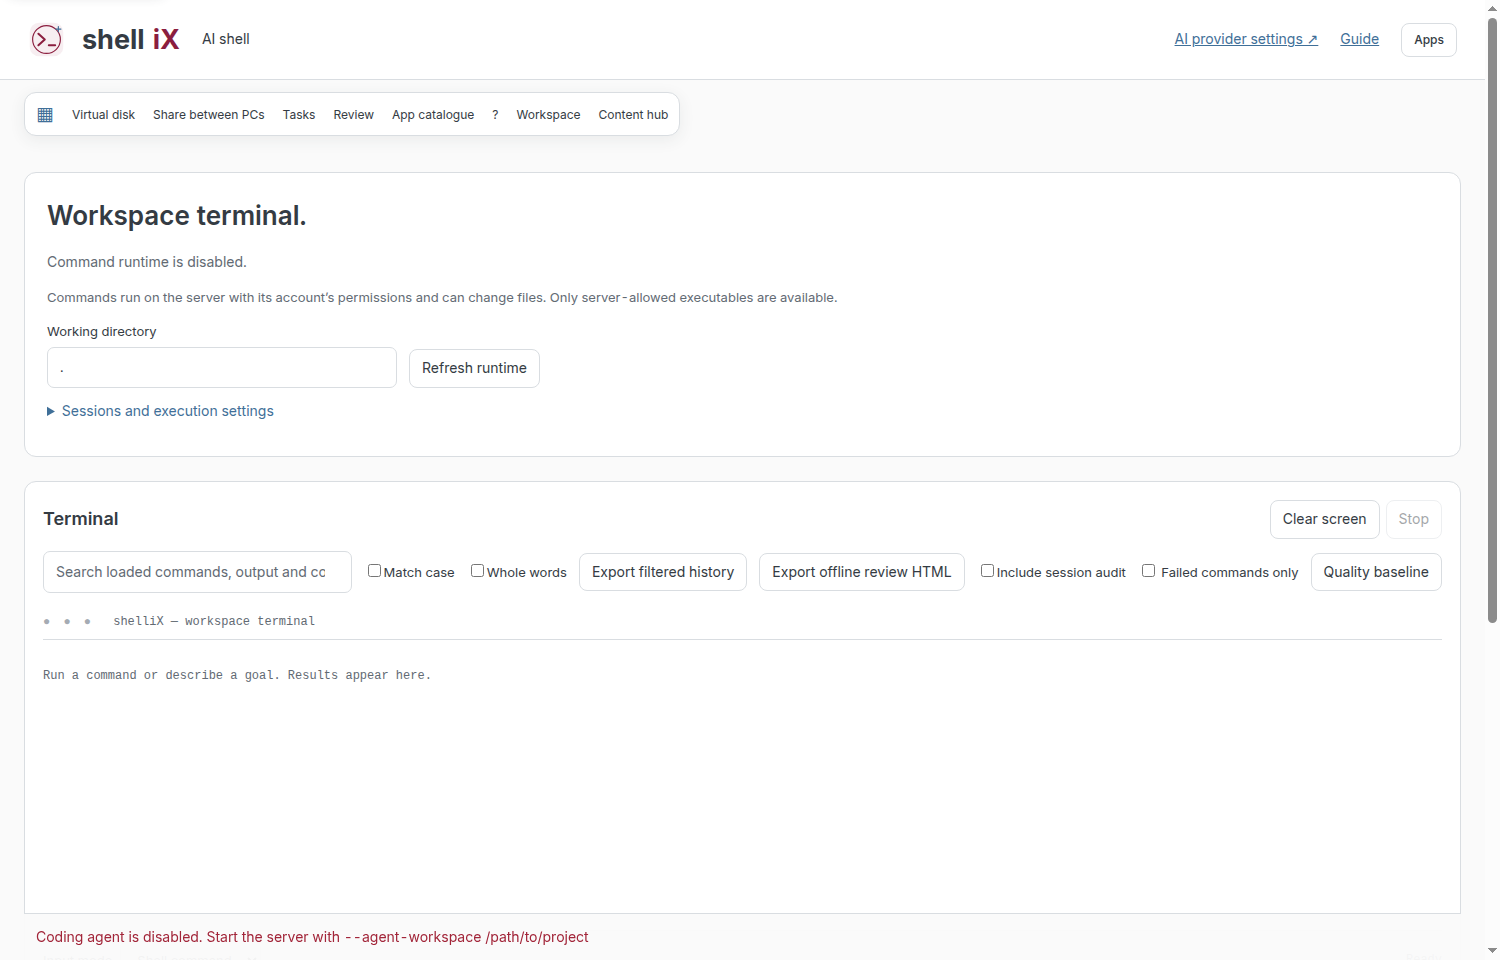 shell iX
AI shell
AI provider settings ↗
Guide
Apps
Virtual disk
Share between PCs
Tasks
Review
App catalogue
?
Workspace
Content hub
Workspace terminal.
Command runtime is disabled.
Commands run on the server with its account's permissions and can change files. Only server-allowed executables are available.
Working directory
.
Refresh runtime
▶ Sessions and execution settings
Terminal
Clear screen
Stop
Search loaded commands, output and co
Match case
Whole words
Export filtered history
Export offline review HTML
Include session audit
Failed commands only
Quality baseline
shelliX — workspace terminal
Run a command or describe a goal. Results appear here.
Coding agent is disabled. Start the server with --agent-workspace /path/to/project